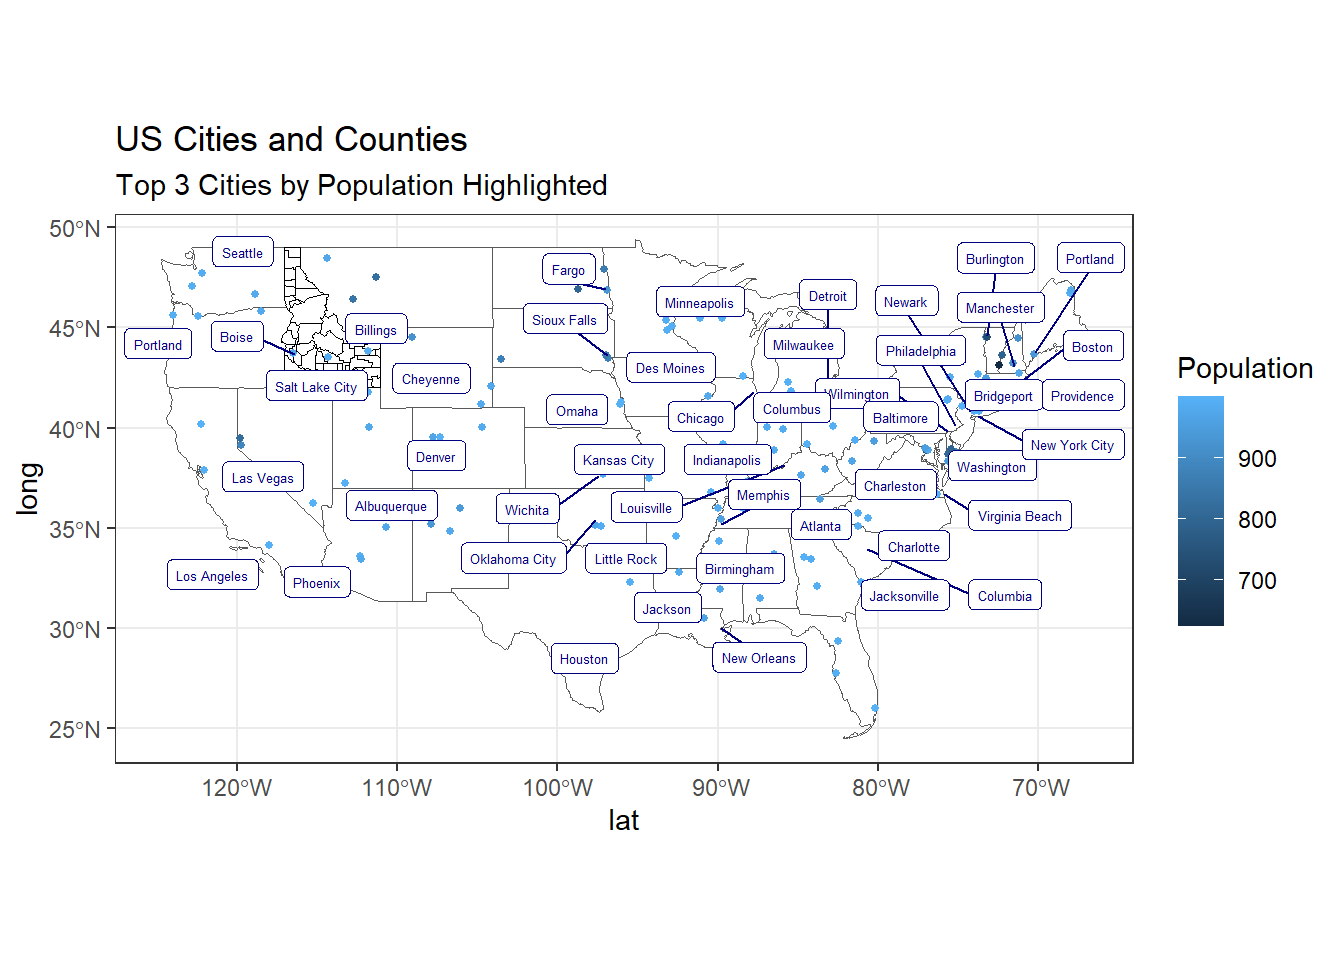 US Cities and Counties
Top 3 Cities by Population Highlighted
50°N
45°N
40°N
35°N
30°N
25°N
long
Seattle
Burlington
Portland
Fargo
Detroit
Minneapolis
Newark
Manchester
Sioux Falls
Billings
Boise
Portland
Milwaukee
Philadelphia
Boston
Des Moines
Cheyenne
Salt Lake City
Wilmington
Bridgeport
Providence
Omaha
Chicago
Columbus
Baltimore
New York City
Denver
Kansas City
Indianapolis
Washington
Las Vegas
Charleston
Memphis
Albuquerque
Wichita
Louisville
Virginia Beach
Atlanta
Charlotte
Oklahoma City
Little Rock
Birmingham
Los Angeles
Phoenix
Jacksonville
Columbia
Jackson
Houston
New Orleans
120°W
110°W
100°W
90°W
80°W
70°W
lat
Population
900
800
700